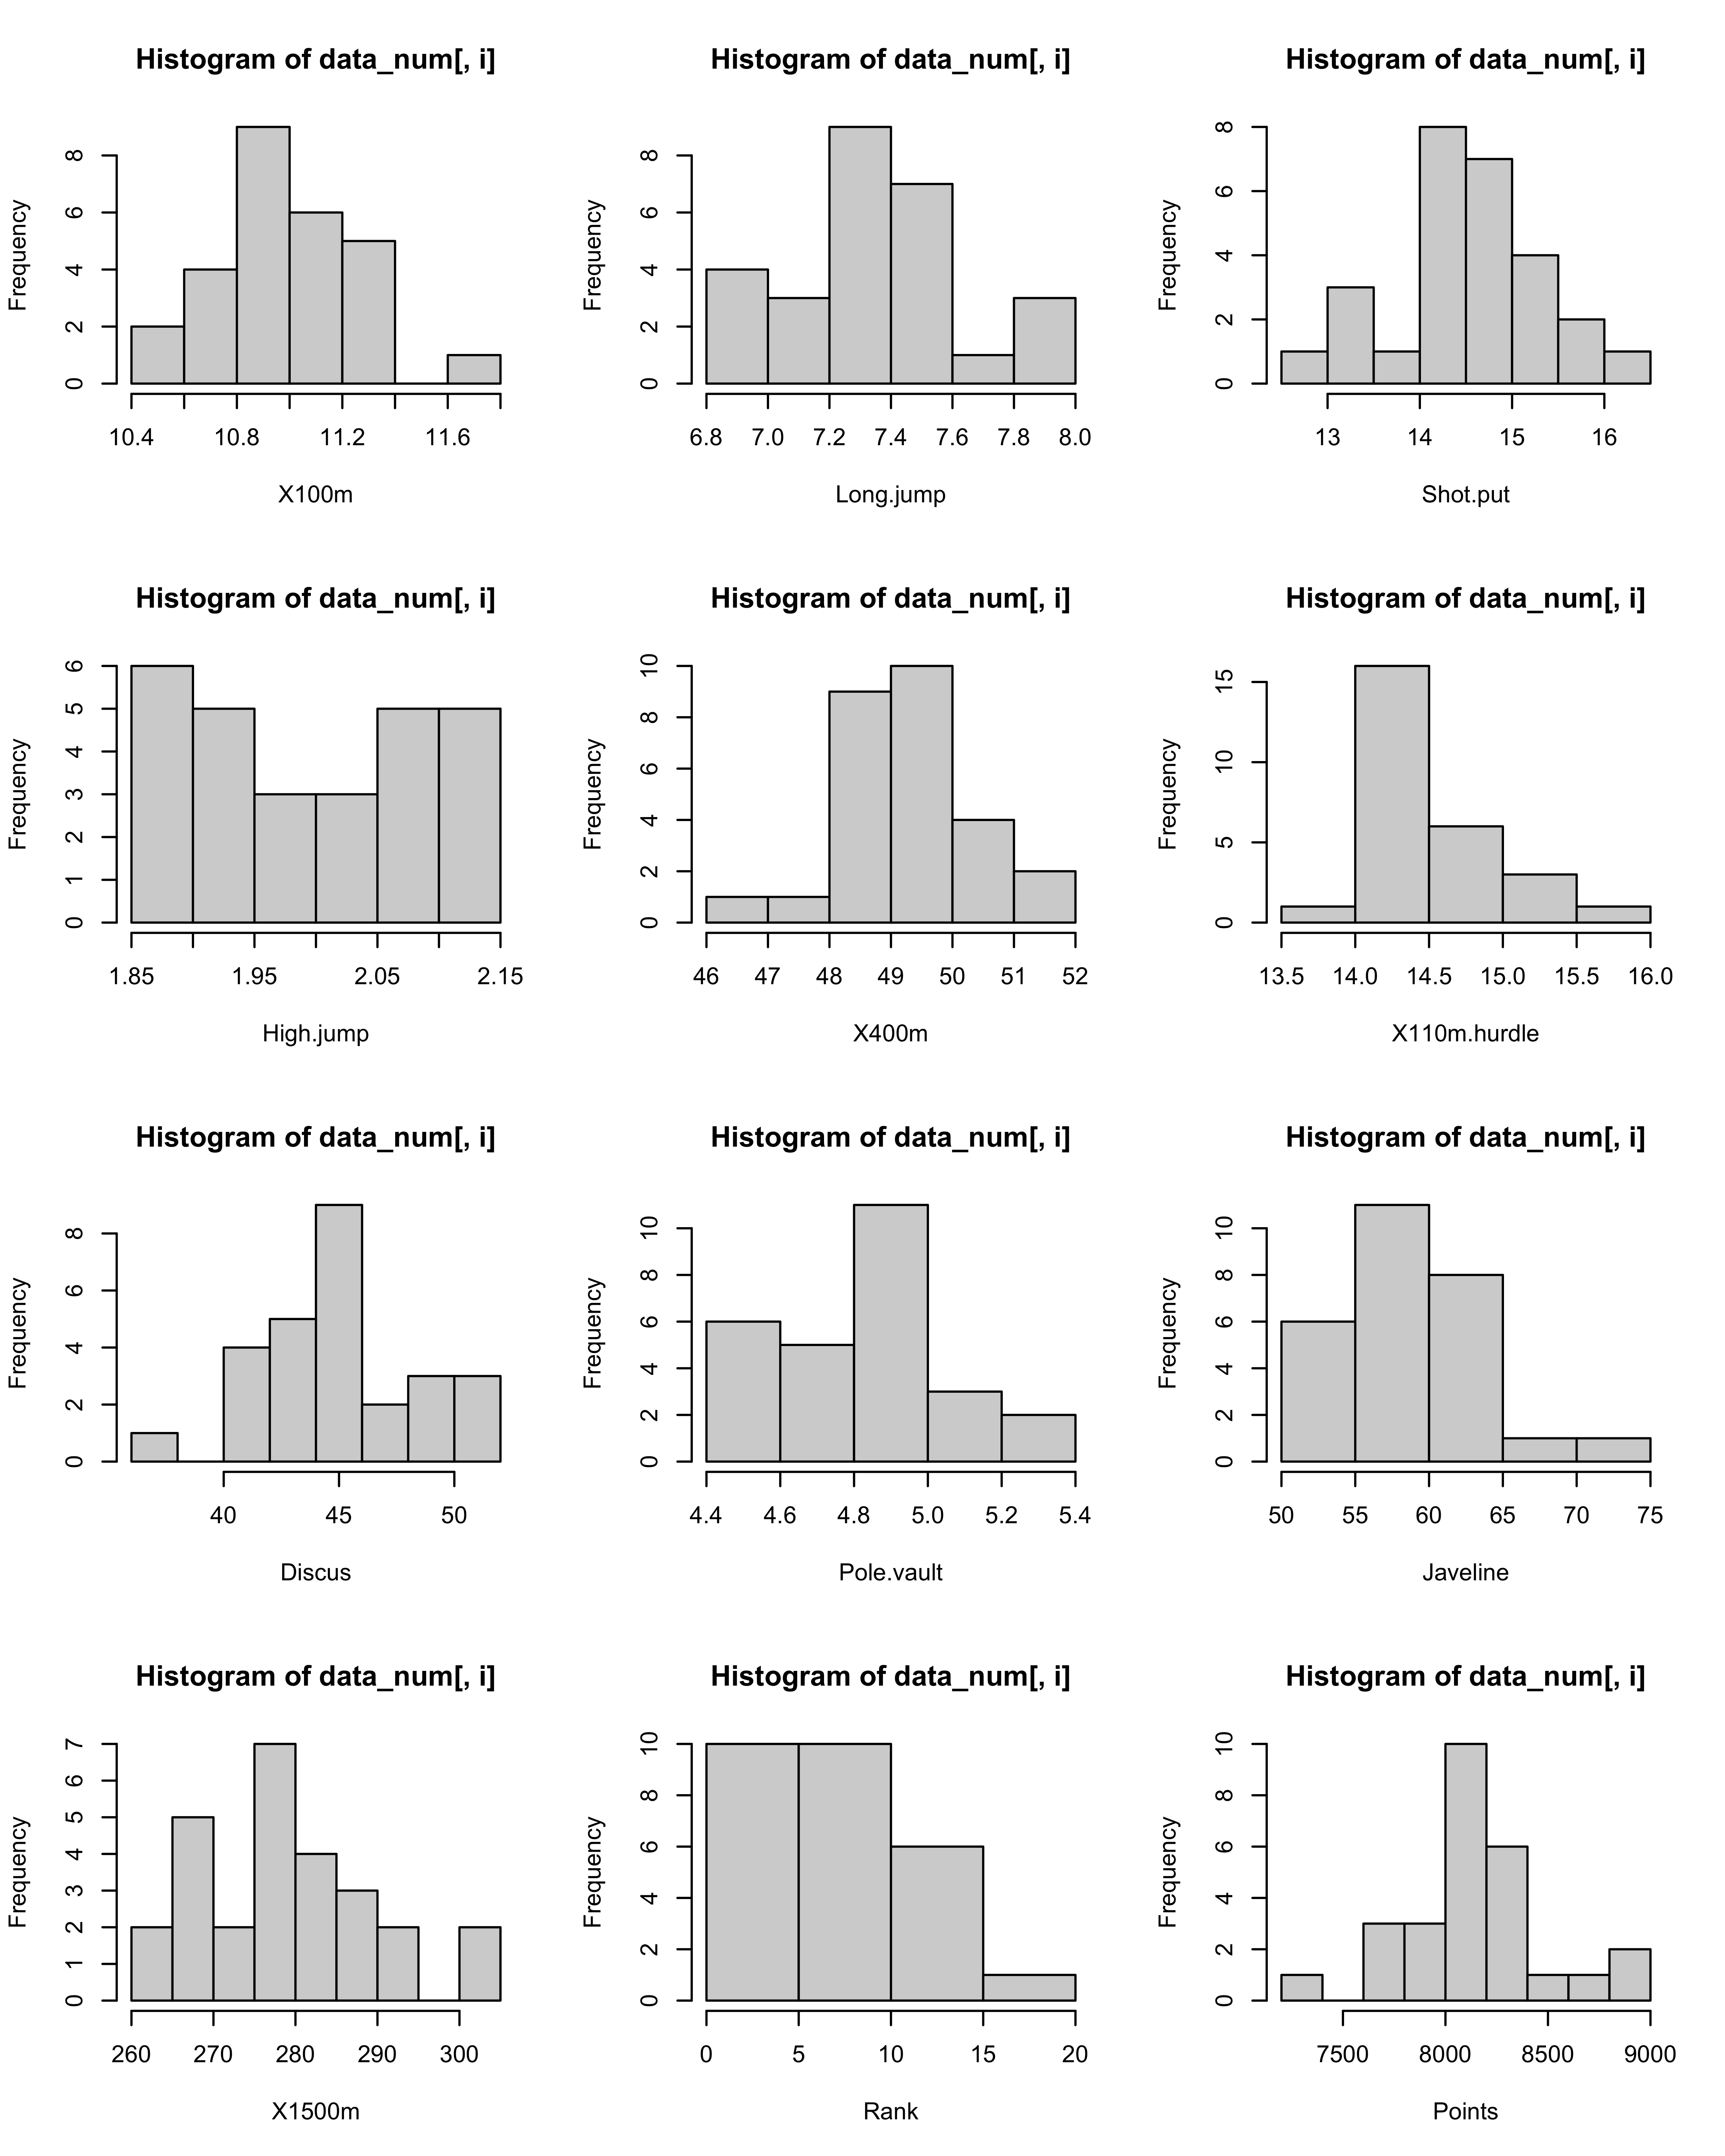 Histogram of data_num[, i]
Frequency
0 2 4 6 8
10.4 10.8 11.2 11.6
X100m
Histogram of data_num[, i]
Frequency
0 2 4 6 8
6.8 7.0 7.2 7.4 7.6 7.8 8.0
Long.jump
Histogram of data_num[, i]
Frequency
0 2 4 6 8
13 14 15 16
Shot.put
Histogram of data_num[, i]
Frequency
0 1 2 3 4 5 6
1.85 1.95 2.05 2.15
High.jump
Histogram of data_num[, i]
Frequency
0 2 4 6 8 10
46 47 48 49 50 51 52
X400m
Histogram of data_num[, i]
Frequency
0 5 10 15
13.5 14.0 14.5 15.0 15.5 16.0
X110m.hurdle
Histogram of data_num[, i]
Frequency
0 2 4 6 8
40 45 50
Discus
Histogram of data_num[, i]
Frequency
0 2 4 6 8 10
4.4 4.6 4.8 5.0 5.2 5.4
Pole.vault
Histogram of data_num[, i]
Frequency
0 2 4 6 8 10
50 55 60 65 70 75
Javeline
Histogram of data_num[, i]
Frequency
0 1 2 3 4 5 6 7
260 270 280 290 300
X1500m
Histogram of data_num[, i]
Frequency
0 2 4 6 8 10
0 5 10 15 20
Rank
Histogram of data_num[, i]
Frequency
0 2 4 6 8 10
7500 8000 8500 9000
Points